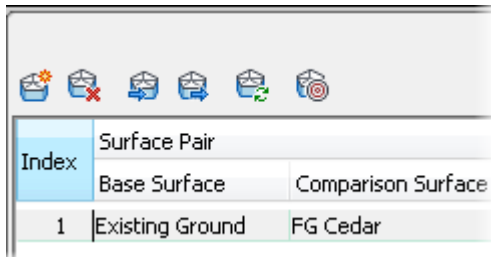 Surface Pair
Index
Base Surface Comparison Surface
1 Existing Ground FG Cedar